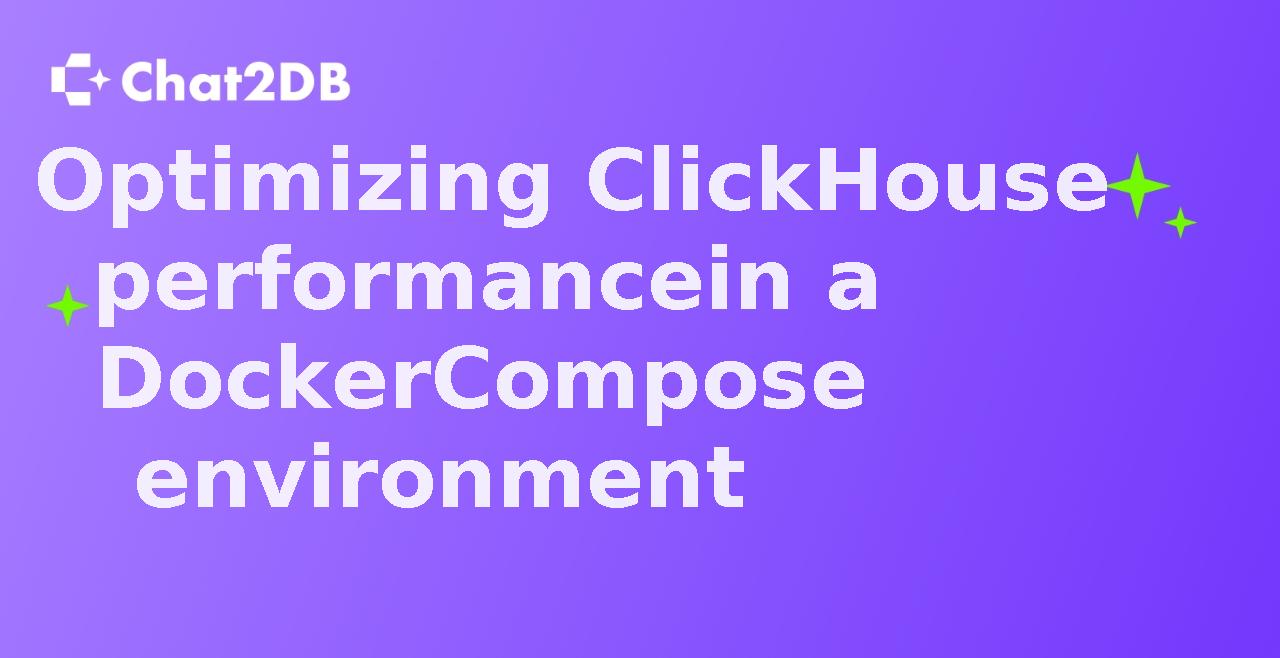 Chat2DB
Optimizing ClickHouse
performancein a
DockerCompose
environment